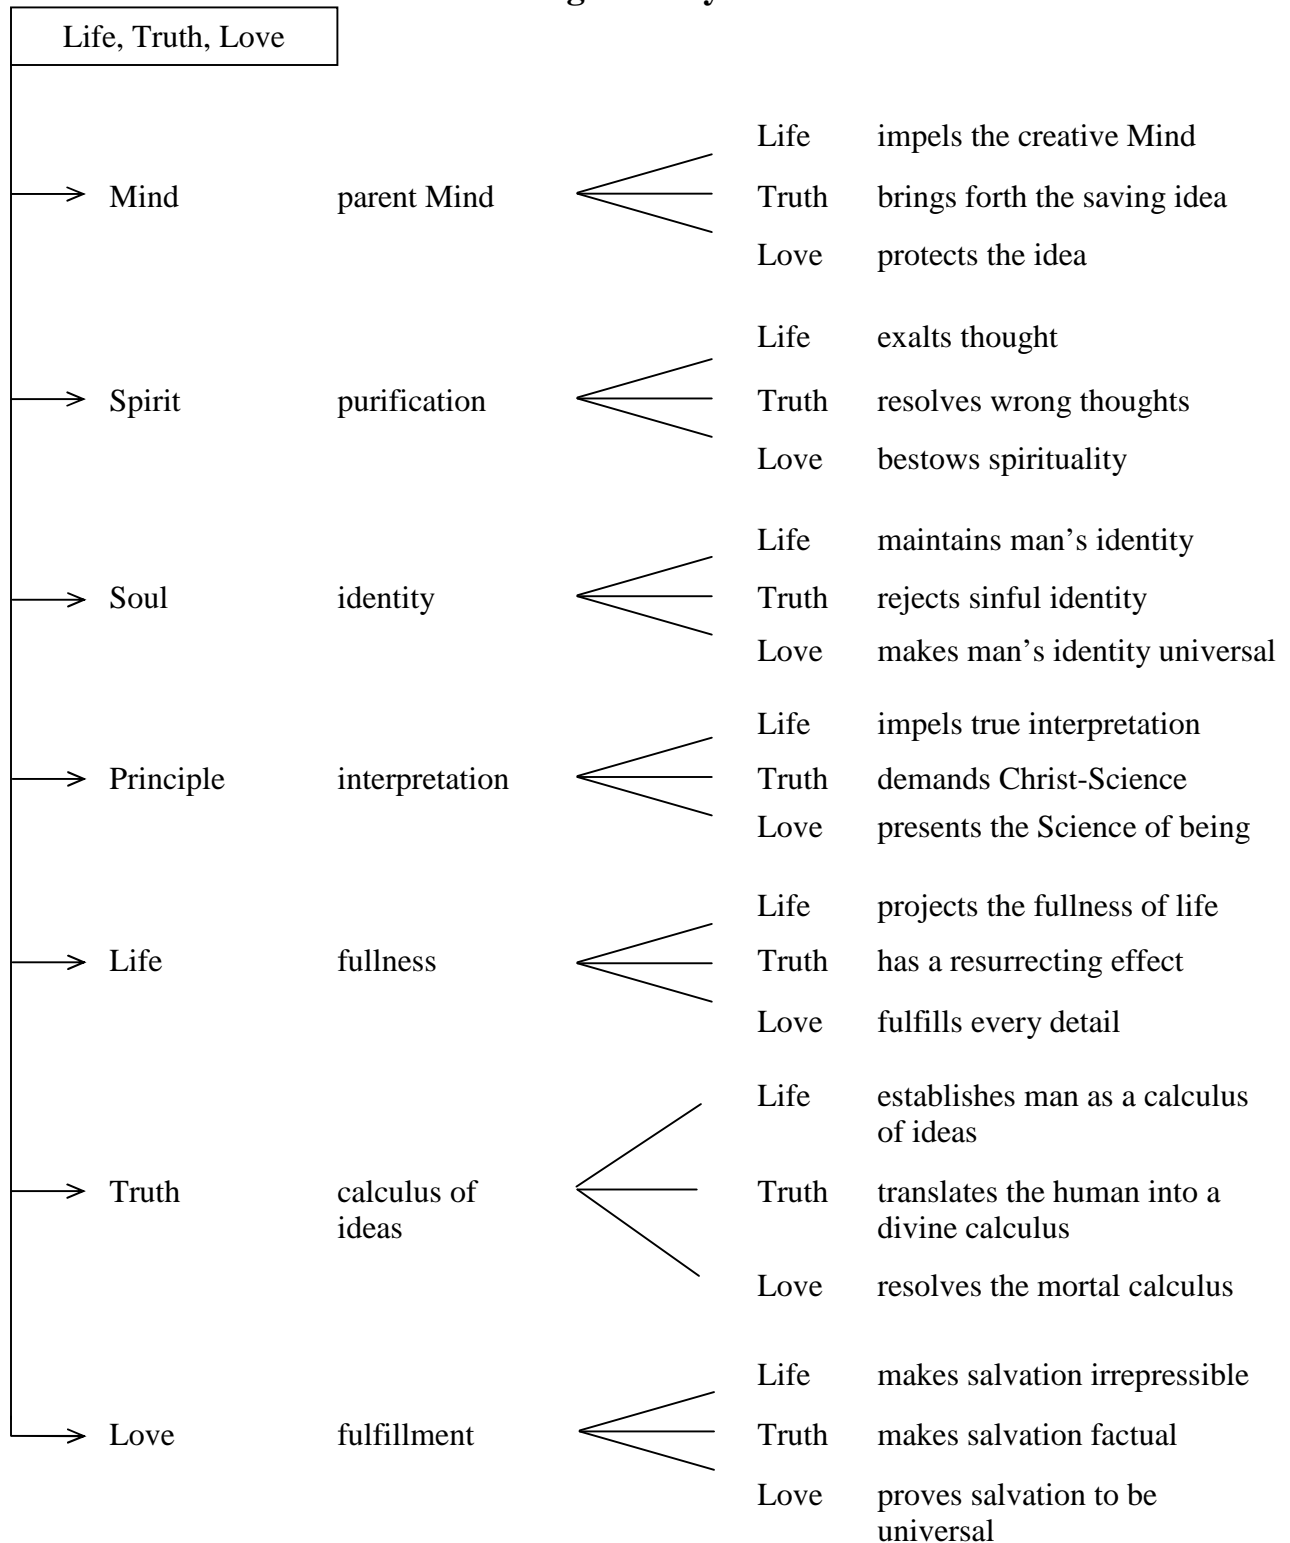 Life, Truth, Love
Life impels the creative Mind
Mind parent Mind Truth brings forth the saving idea
Love protects the idea
Life exalts thought
Spirit purification Truth resolves wrong thoughts
Love bestows spirituality
Life maintains man’s identity
Soul identity Truth rejects sinful identity
Love makes man’s identity universal
Life impels true interpretation
Principle interpretation Truth demands Christ-Science
Love presents the Science of being
Life projects the fullness of life
Life fullness Truth has a resurrecting effect
Love fulfills every detail
Life establishes man as a calculus
of ideas
Truth calculus of Truth translates the human into a
ideas divine calculus
Love resolves the mortal calculus
Life makes salvation irrepressible
Love fulfillment Truth makes salvation factual
Love proves salvation to be
universal